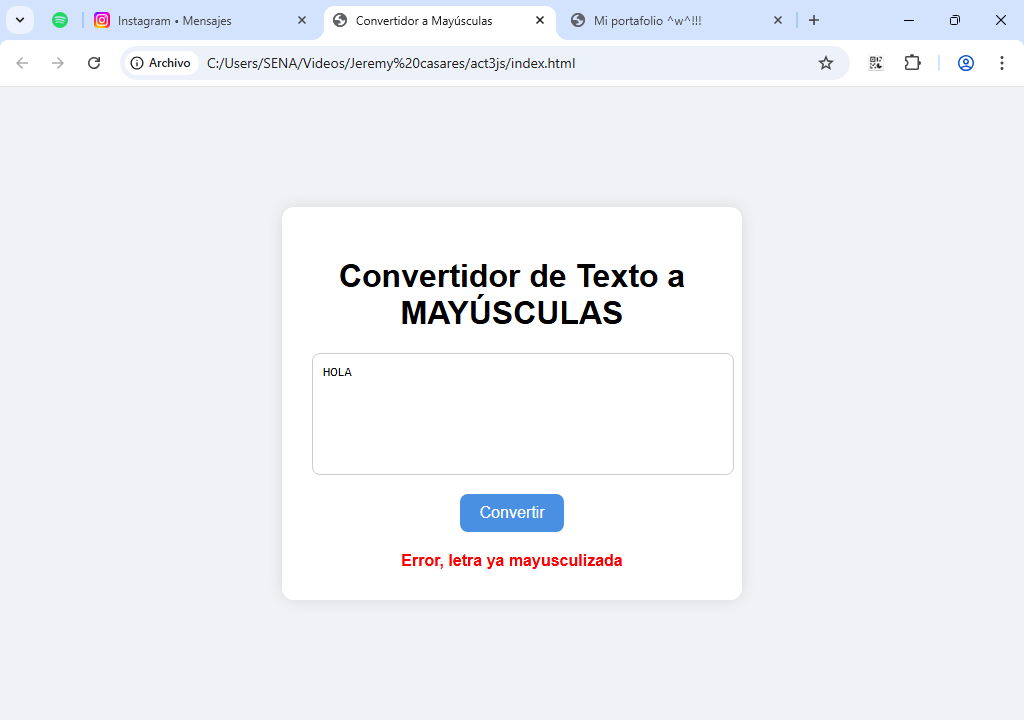 Instagram • Mensajes
Convertidor a Mayúsculas
Mi portafolio ^w^!!!
Archivo
C:/Users/SENA/Videos/Jeremy%20casares/act3js/index.html
Convertidor de Texto a
MAYÚSCULAS
HOLA
Convertir
Error, letra ya mayusculizada